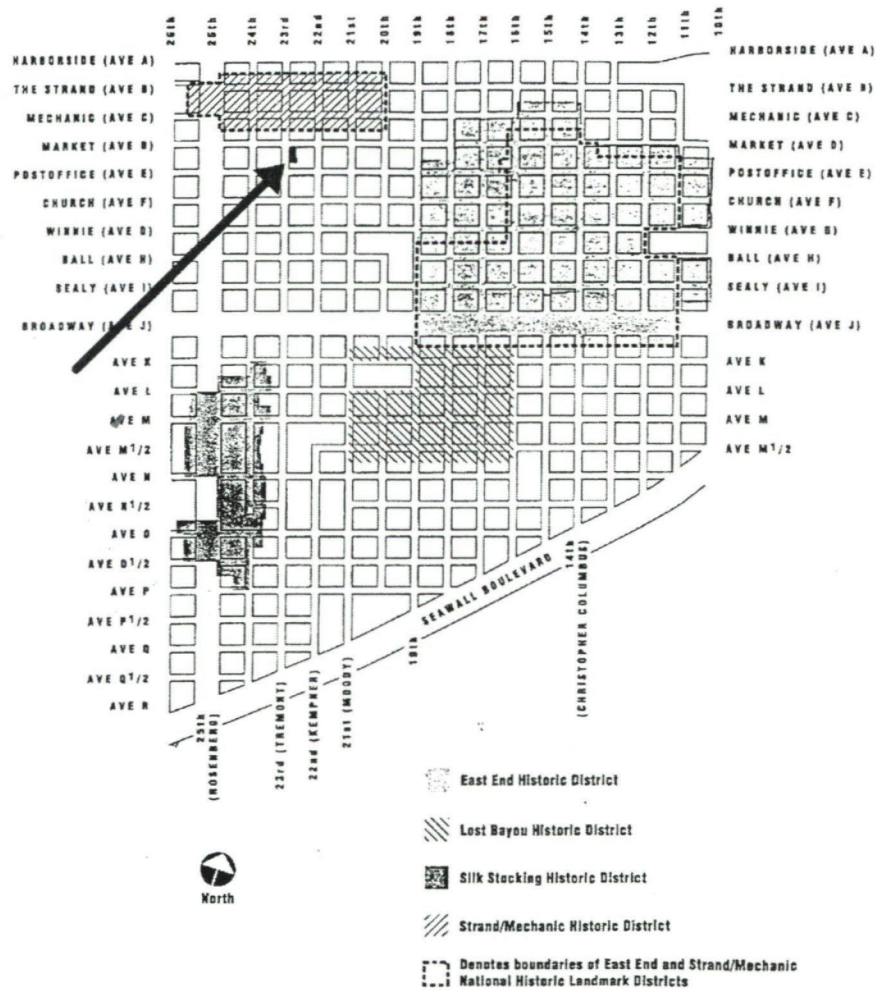 26th
25th
24th
23rd
22nd
21st
20th
19th
18th
17th
16th
15th
14th
13th
12th
11th
10th
HARBORSIDE (AVE A)
THE STRAND (AVE B)
MECHANIC (AVE C)
MARKET (AVE D)
POSTOFFICE (AVE E)
CHURCH (AVE F)
WINNIE (AVE G)
BALL (AVE H)
SEALY (AVE I)
BROADWAY (AVE J)
AVE K
AVE L
AVE M
AVE M1/2
AVE N
AVE N1/2
AVE O
AVE O1/2
AVE P
AVE P1/2
AVE Q
AVE Q1/2
AVE R
HARBORSIDE (AVE A)
THE STRAND (AVE B)
MECHANIC (AVE C)
MARKET (AVE D)
POSTOFFICE (AVE E)
CHURCH (AVE F)
WINNIE (AVE G)
BALL (AVE H)
SEALY (AVE I)
BROADWAY (AVE J)
AVE K
AVE L
AVE M
AVE M1/2
SEAWALL BOULEVARD
25th
(ROSENBERG)
23rd (TREMONT)
22nd (KEMPNER)
21st (MOODY)
19th
14th
(CHRISTOPHER COLUMBUS)
East End Historic District
Lost Bayou Historic District
Silk Stocking Historic District
Strand/Mechanic Historic District
Denotes boundaries of East End and Strand/Mechanic
National Historic Landmark Districts
North